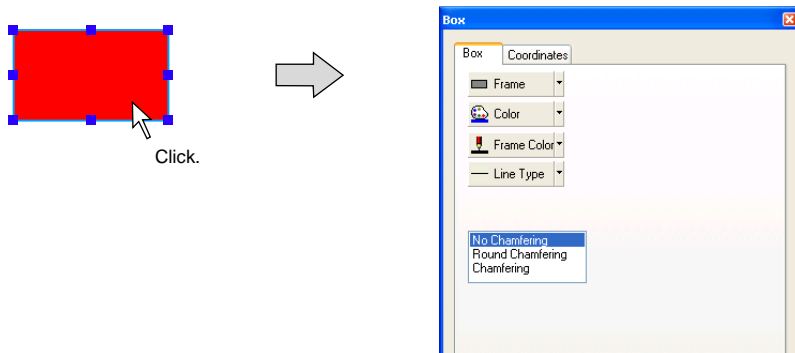 Click.
Box
Box Coordinates
Frame
Color
Frame Color
Line Type
No Chamfering
Round Chamfering
Chamfering